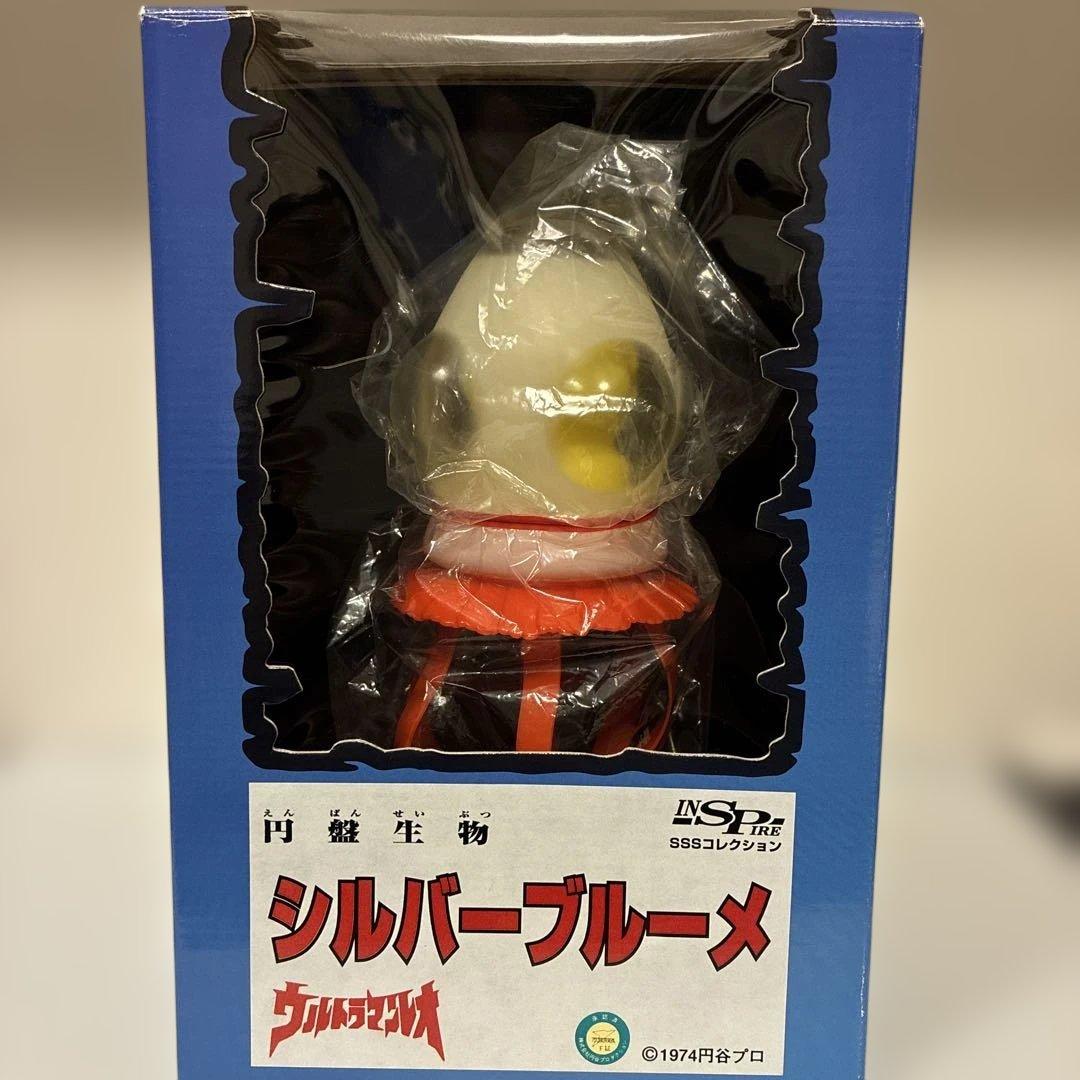 えん ばん せい ぶつ
円盤生物
INSPIRE
SSSコレクション
シルバーブルーメ
ウルトラマンレオ
©1974円谷プロ